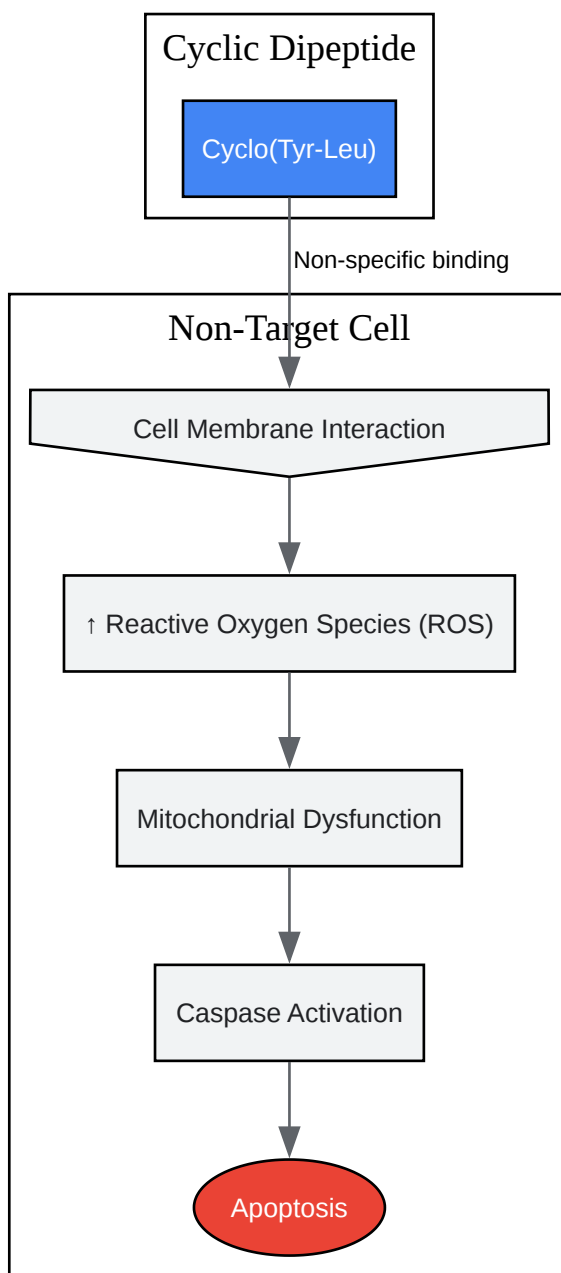 Cyclic Dipeptide
Cyclo(Tyr-Leu)
Non-specific binding
Non-Target Cell
Cell Membrane Interaction
↑ Reactive Oxygen Species (ROS)
Mitochondrial Dysfunction
Caspase Activation
Apoptosis